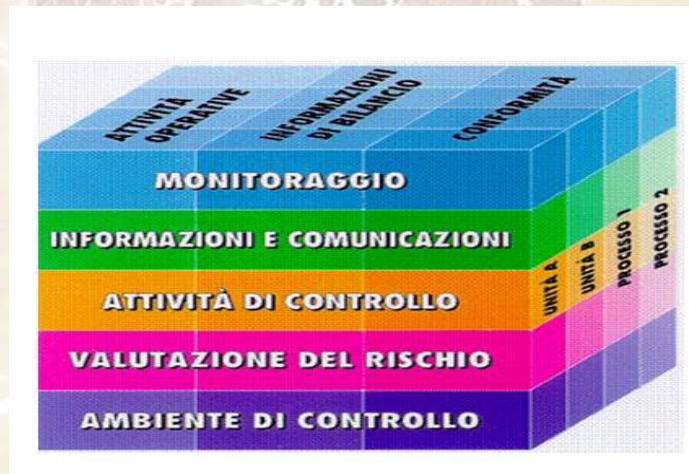 ATTIVITÀ
OPERATIVE
INFORMAZIONI
DI BILANCIO
CONFORMITÀ
MONITORAGGIO
INFORMAZIONI E COMUNICAZIONI
ATTIVITÀ DI CONTROLLO
VALUTAZIONE DEL RISCHIO
AMBIENTE DI CONTROLLO
UNITÀ A
UNITÀ B
PROCESSO 1
PROCESSO 2